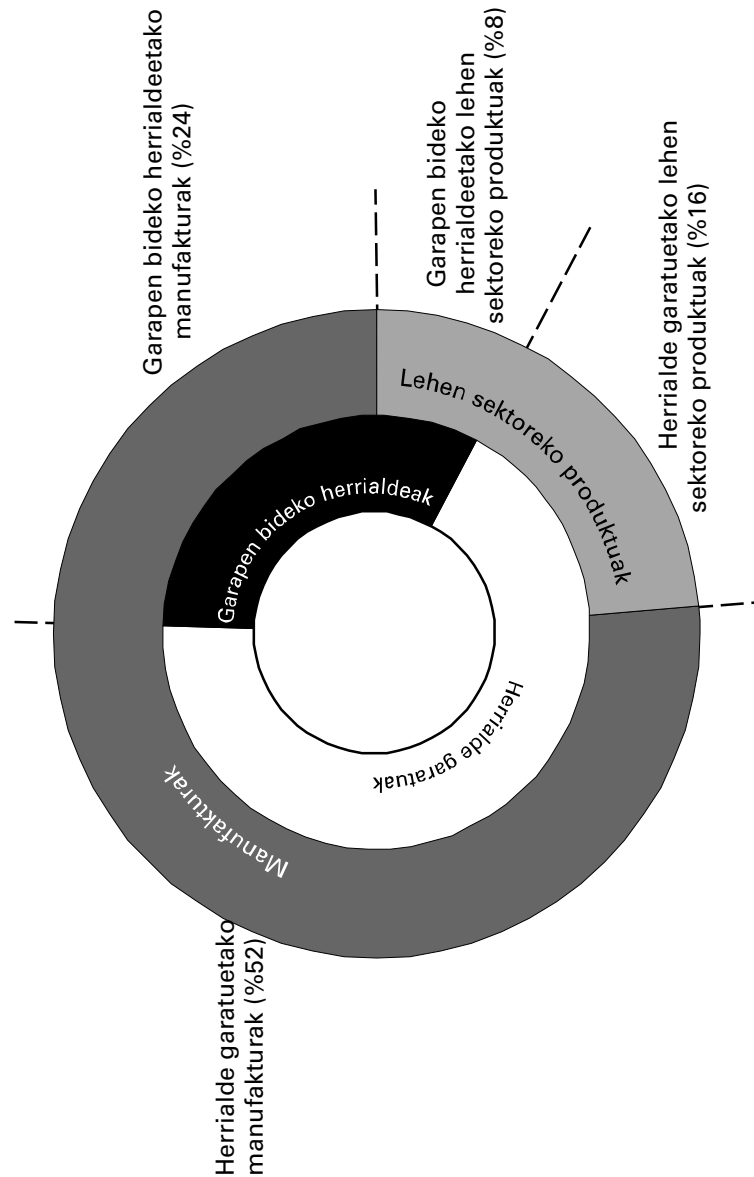 Garapen bideko herrialdeetako
manufakturak (%24)
Garapen bideko
herrialdeetako lehen
sektoreko produktuak (%8)
Herrialde garatuetako lehen
sektoreko produktuak (%16)
Lehen sektoreko produktuak
Garapen bideko herrialdeak
Herrialde garatuak
Manufakturak
Herrialde garatuetako
manufakturak (%52)